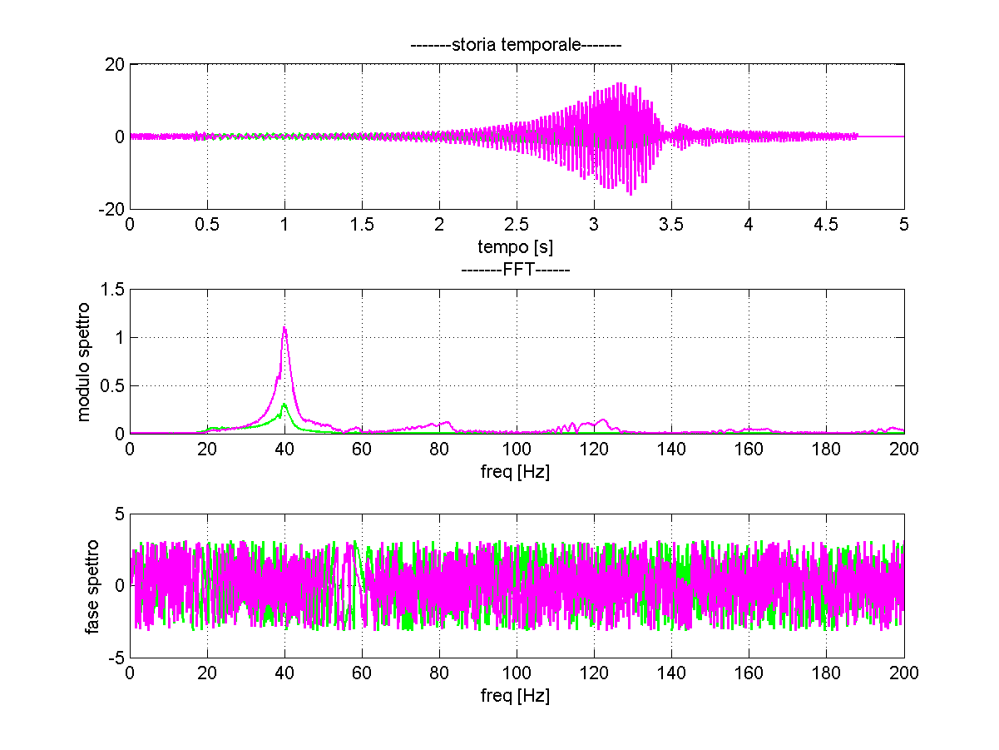 -------storia temporale-------
20
0
-20
0 0.5 1 1.5 2 2.5 3 3.5 4 4.5 5
tempo [s]
-------FFT------
modulo spettro
1.5
1
0.5
0
0 20 40 60 80 100 120 140 160 180 200
freq [Hz]
fase spettro
5
0
-5
0 20 40 60 80 100 120 140 160 180 200
freq [Hz]